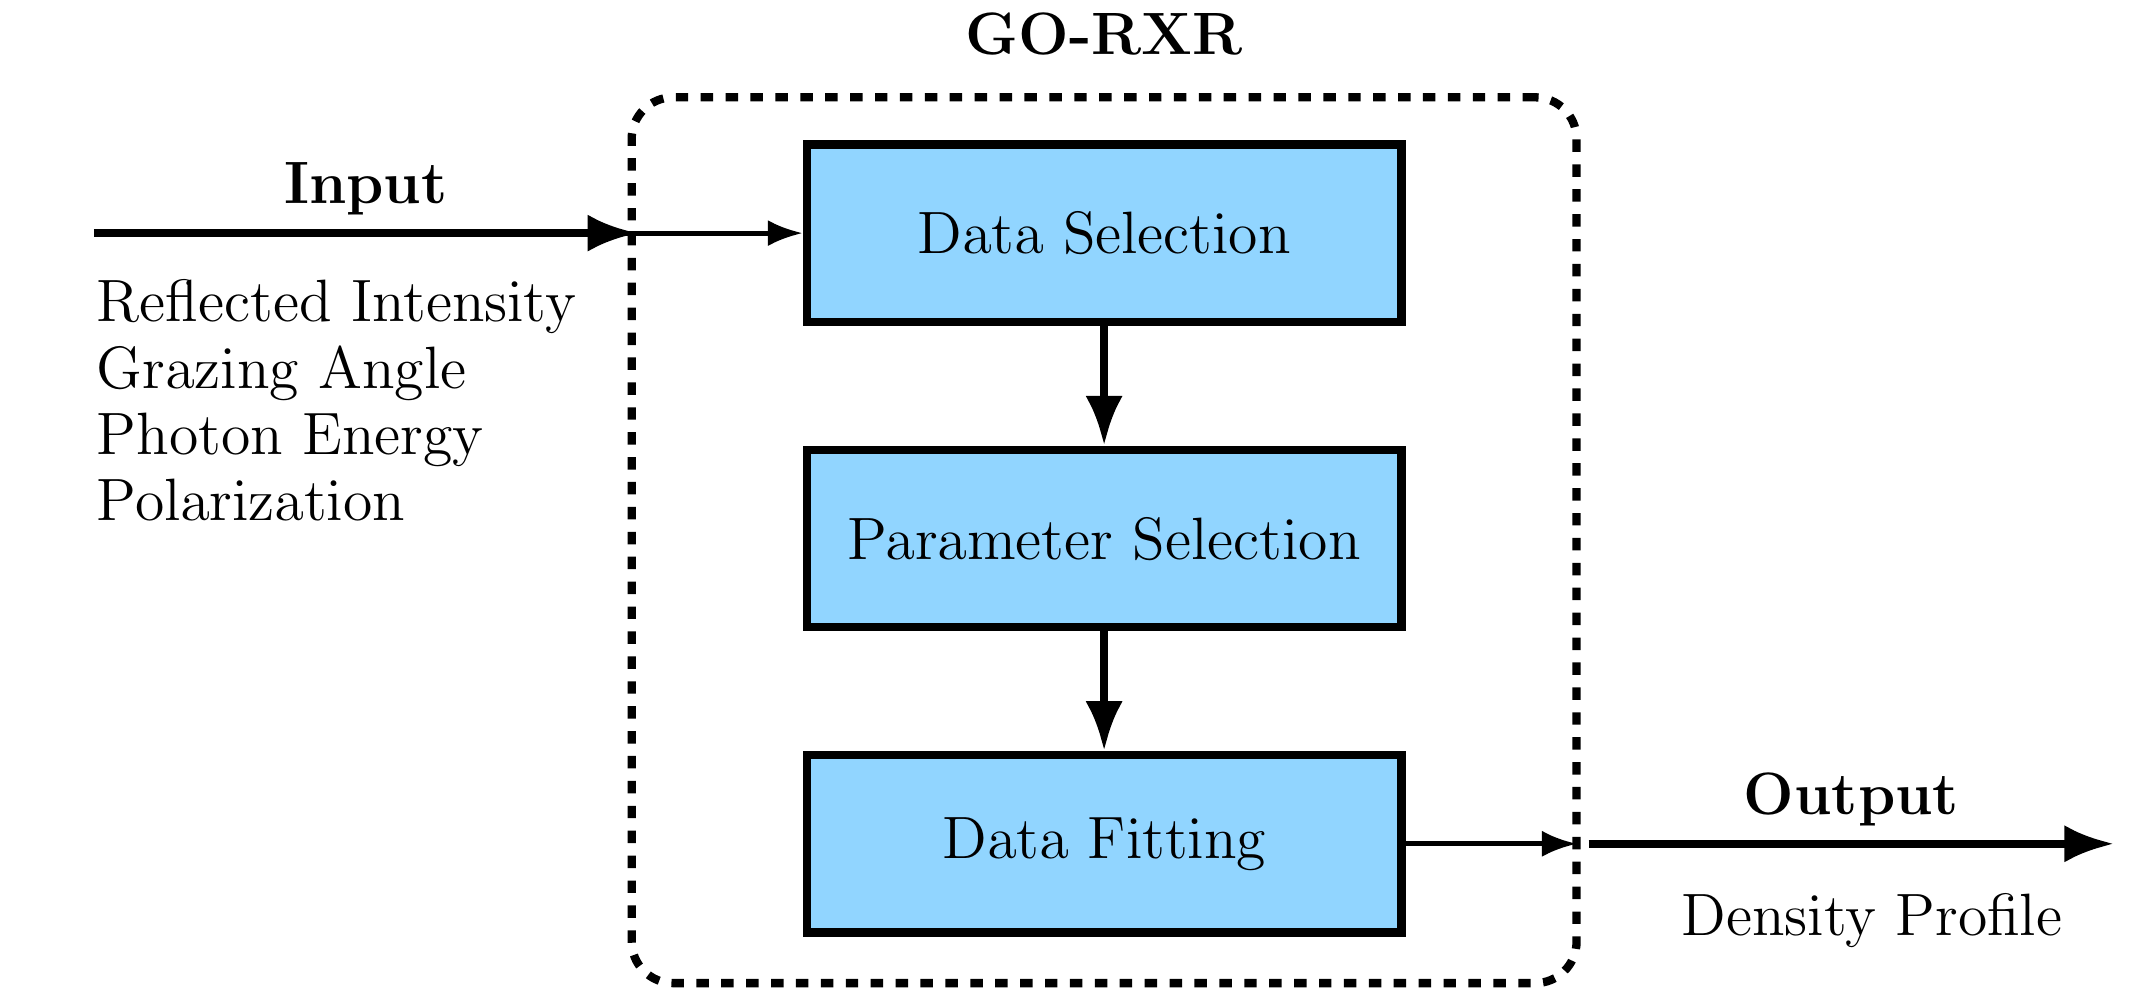 GO-RXR
Input
Reflected Intensity
Grazing Angle
Photon Energy
Polarization
Data Selection
Parameter Selection
Data Fitting
Output
Density Profile